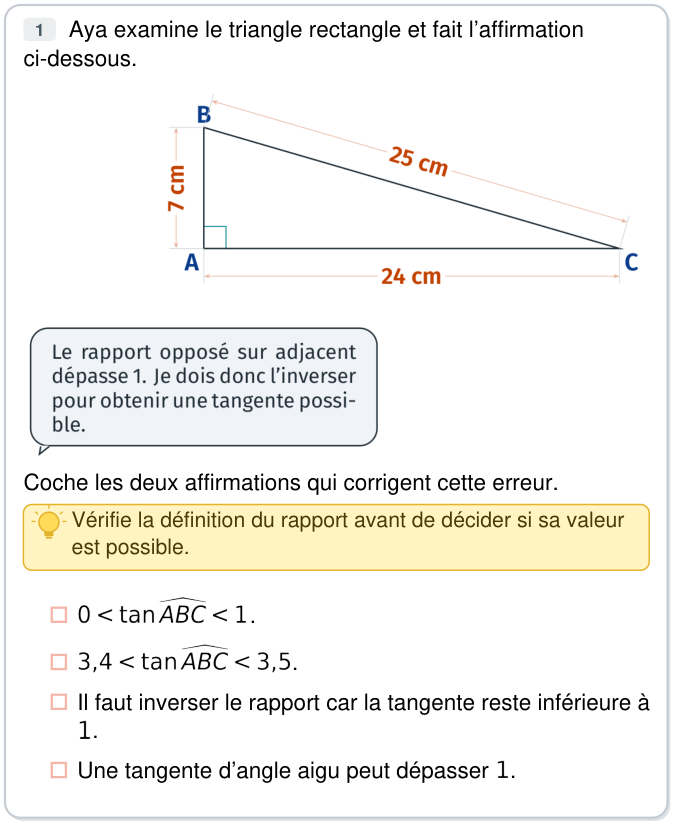 1 Aya examine le triangle rectangle et fait l’affirmation
ci-dessous.
B
25 cm
7 cm
A
C
24 cm
Le rapport opposé sur adjacent
dépasse 1. Je dois donc l’inverser
pour obtenir une tangente possi-
ble.
Coche les deux affirmations qui corrigent cette erreur.
Vérifie la définition du rapport avant de décider si sa valeur
est possible.
0 < tan \widehat{ABC} < 1.
3,4 < tan \widehat{ABC} < 3,5.
Il faut inverser le rapport car la tangente reste inférieure à
1.
Une tangente d’angle aigu peut dépasser 1.